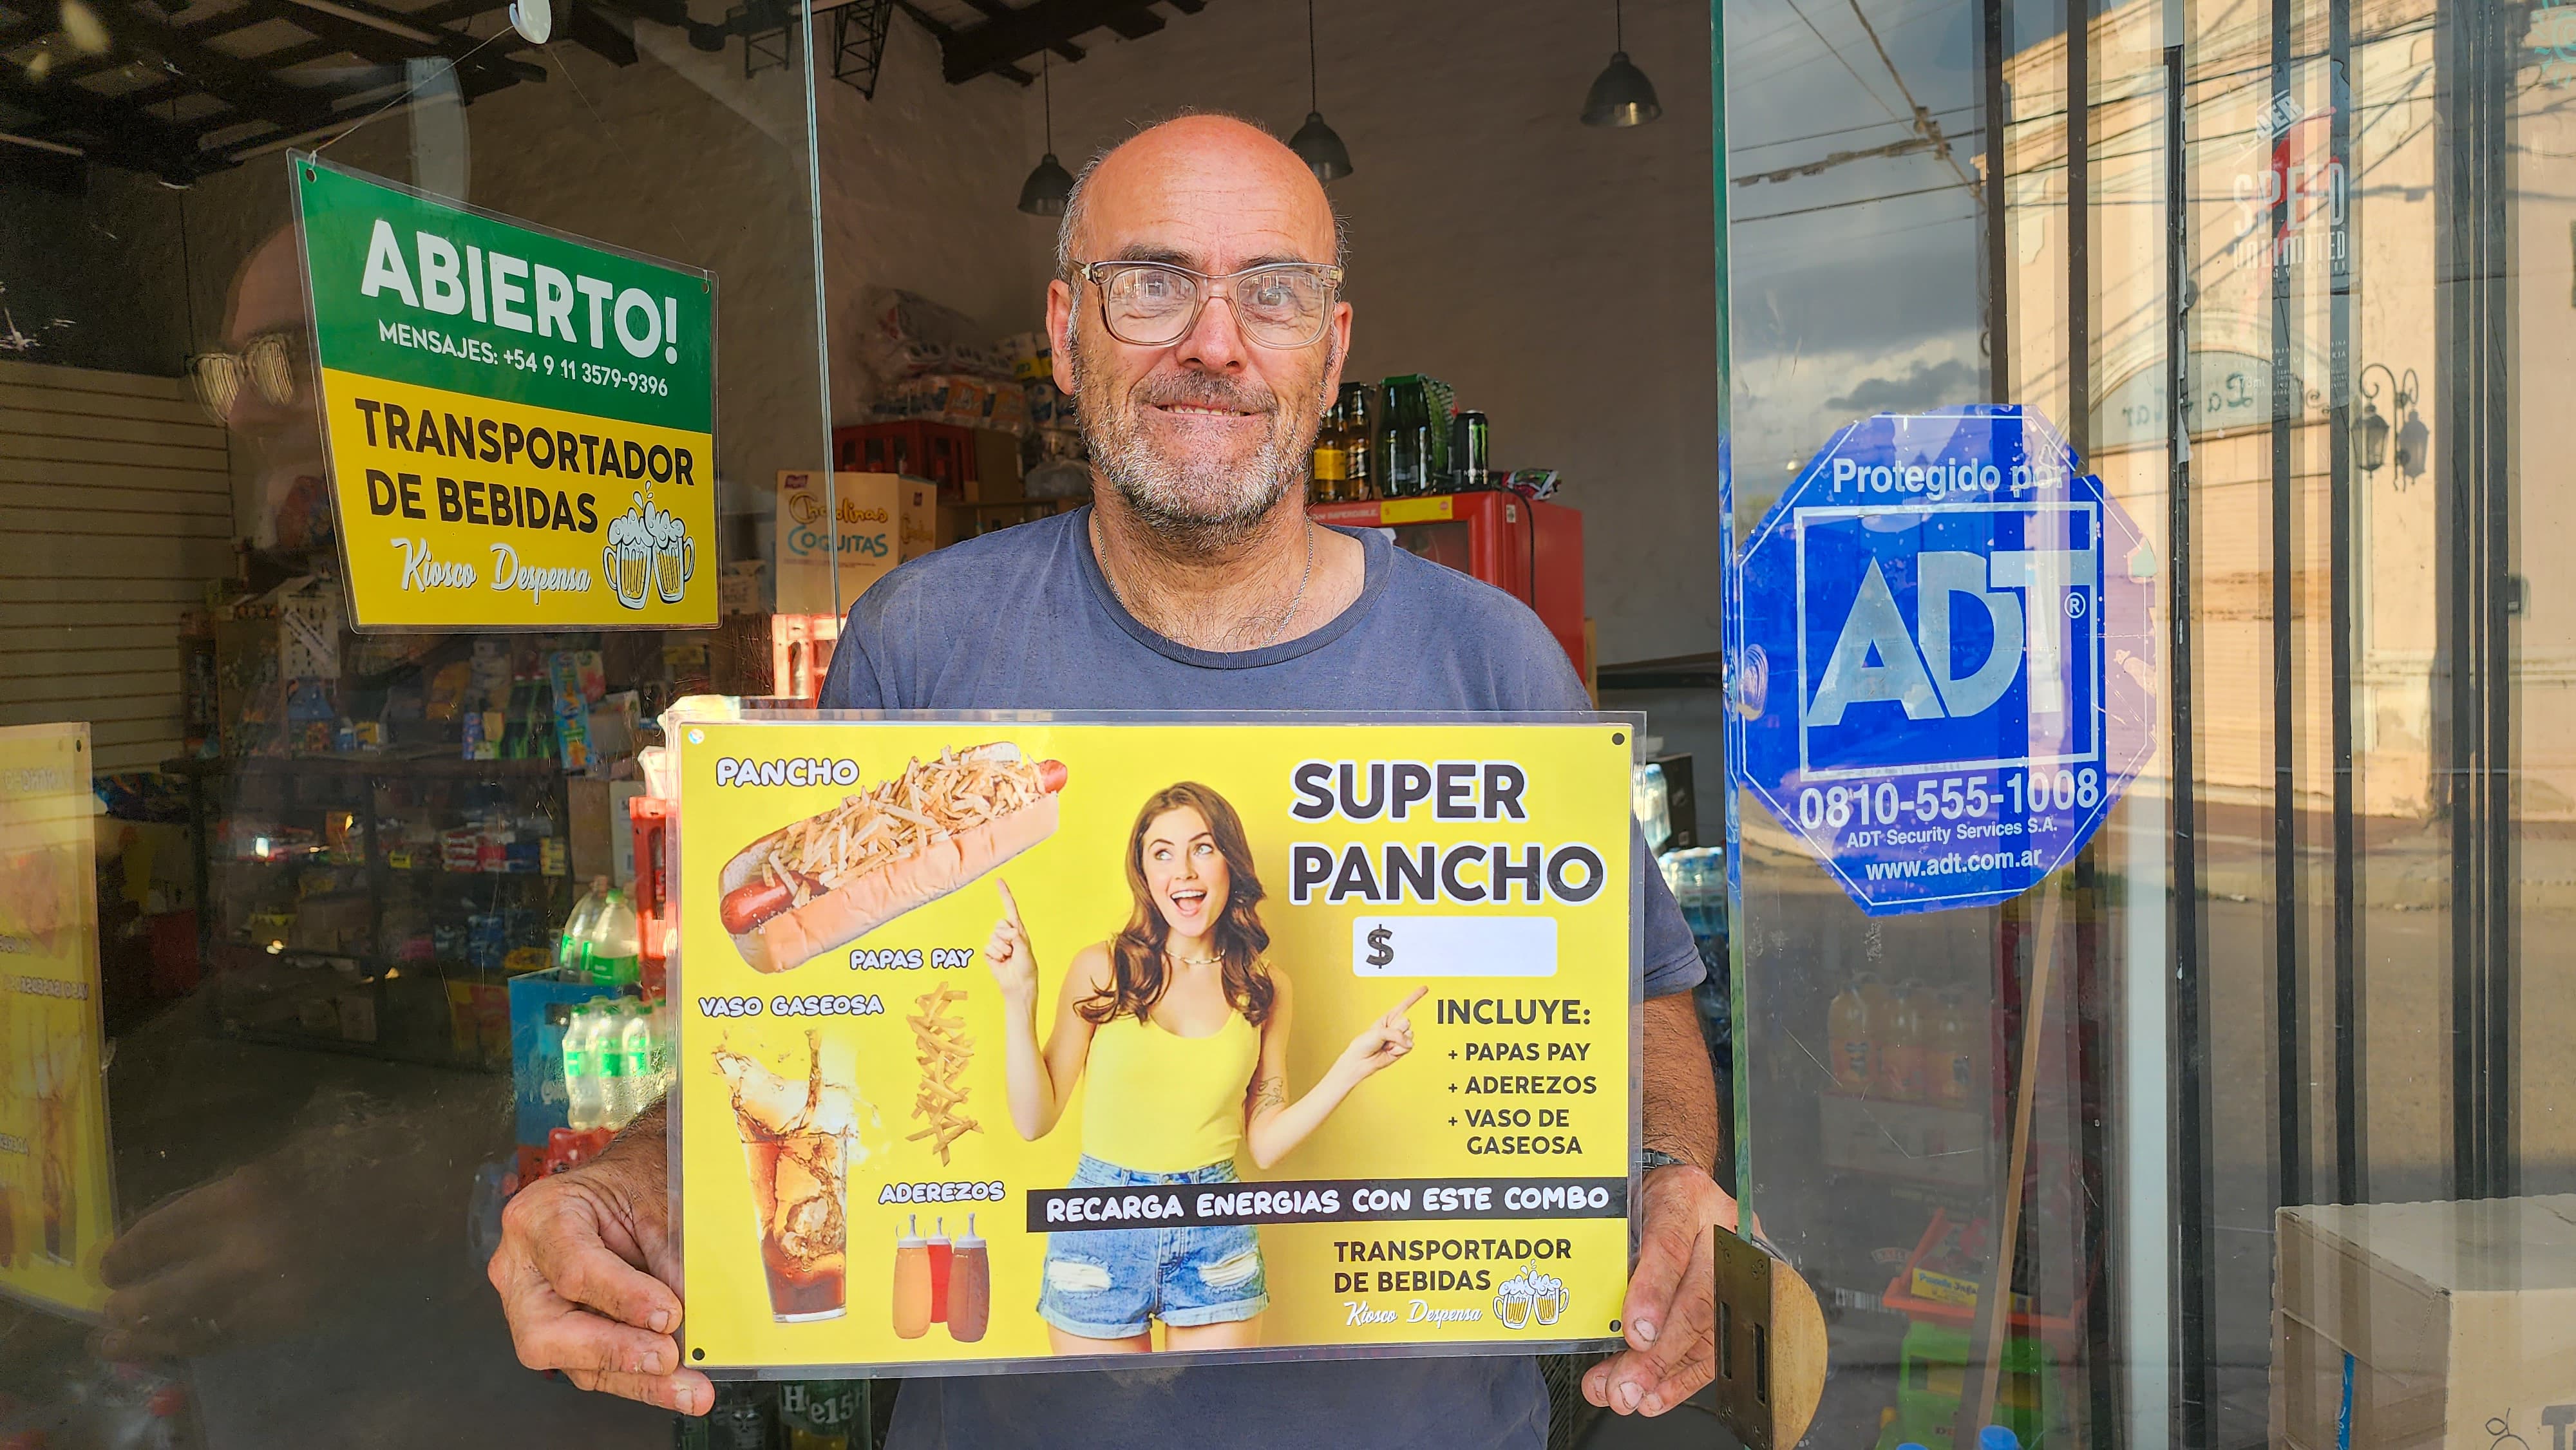 ABIERTO!
MENSAJES: +54 9 11 3579-9396
TRANSPORTADOR
DE BEBIDAS
Kiosco Despensa
Chocolinas
COQUITAS
SPEED
UNLIMITED
Protegido por
ADT®
0810-555-1008
ADT Security Services S.A.
www.adt.com.ar
PANCHO
PAPAS PAY
VASO GASEOSA
ADEREZOS
SUPER
PANCHO
$
INCLUYE:
+ PAPAS PAY
+ ADEREZOS
+ VASO DE
GASEOSA
RECARGA ENERGIAS CON ESTE COMBO
TRANSPORTADOR
DE BEBIDAS
Kiosco Despensa